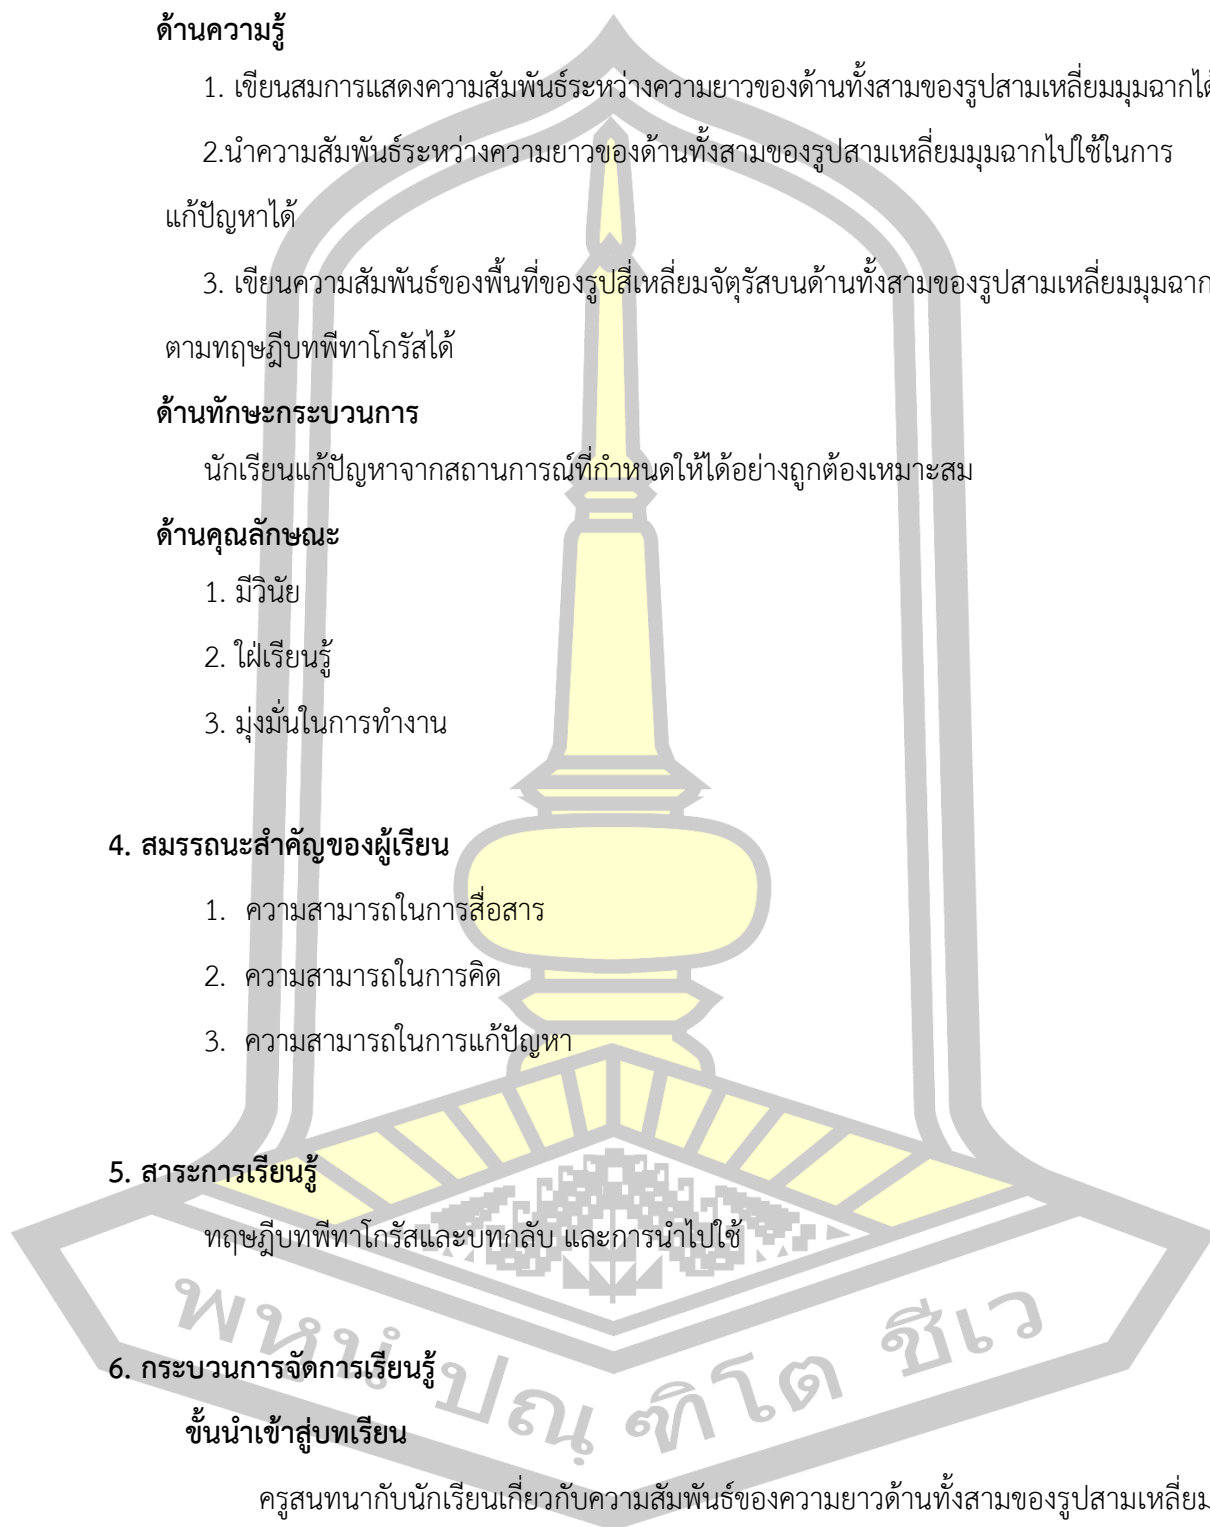 ด้านความรู้
1. เขียนสมการแสดงความสัมพันธ์ระหว่างความยาวของด้านทั้งสามของรูปสามเหลี่ยมมุมฉากได้
2.นำความสัมพันธ์ระหว่างความยาวของด้านทั้งสามของรูปสามเหลี่ยมมุมฉากไปใช้ในการ
แก้ปัญหาได้
3. เขียนความสัมพันธ์ของพื้นที่ของรูปสี่เหลี่ยมจัตุรัสบนด้านทั้งสามของรูปสามเหลี่ยมมุมฉาก
ตามทฤษฎีบทพีทาโกรัสได้
ด้านทักษะกระบวนการ
นักเรียนแก้ปัญหาจากสถานการณ์ที่กำหนดให้ได้อย่างถูกต้องเหมาะสม
ด้านคุณลักษณะ
1. มีวินัย
2. ใฝ่เรียนรู้
3. มุ่งมั่นในการทำงาน
4. สมรรถนะสำคัญของผู้เรียน
1. ความสามารถในการสื่อสาร
2. ความสามารถในการคิด
3. ความสามารถในการแก้ปัญหา
5. สาระการเรียนรู้
ทฤษฎีบทพีทาโกรัสและบทกลับ และการนำไปใช้
พหูนํ ปณฺฑิโต ชีเว
6. กระบวนการจัดการเรียนรู้
ขั้นนำเข้าสู่บทเรียน
ครูสนทนากับนักเรียนเกี่ยวกับความสัมพันธ์ของความยาวด้านทั้งสามของรูปสามเหลี่ยม